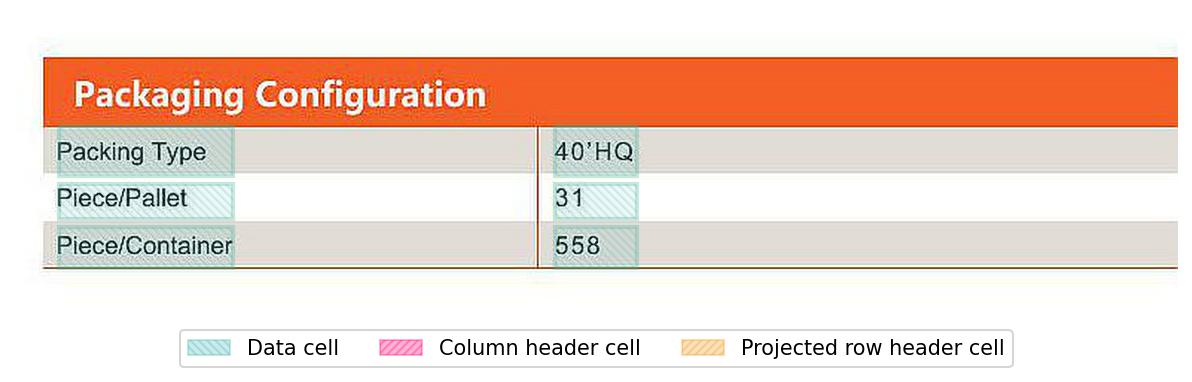 Packaging Configuration
Packing Type 40'HQ
Piece/Pallet 31
Piece/Container 558
Data cell Column header cell Projected row header cell